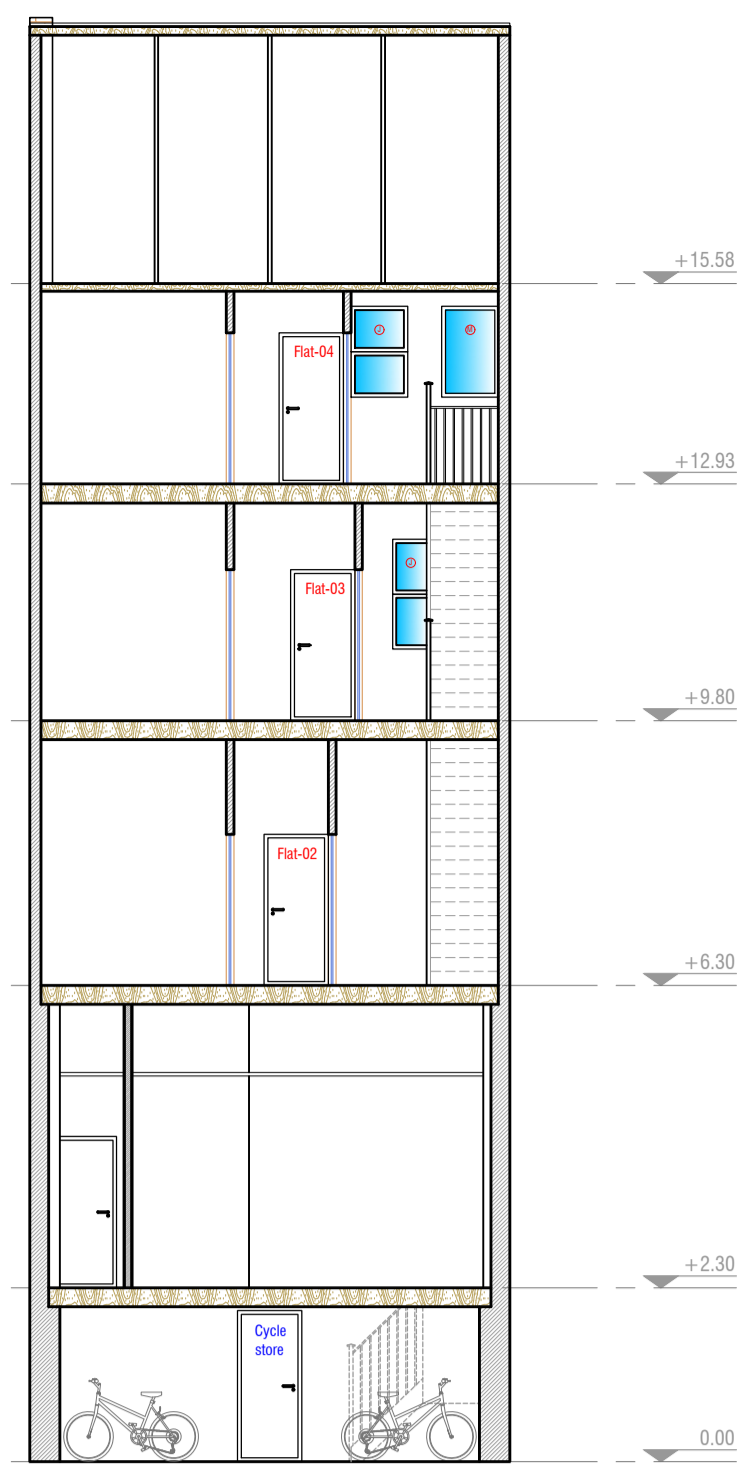 +15.58
J
M
Flat-04
+12.93
J
Flat-03
+9.80
Flat-02
+6.30
+2.30
Cycle
store
0.00